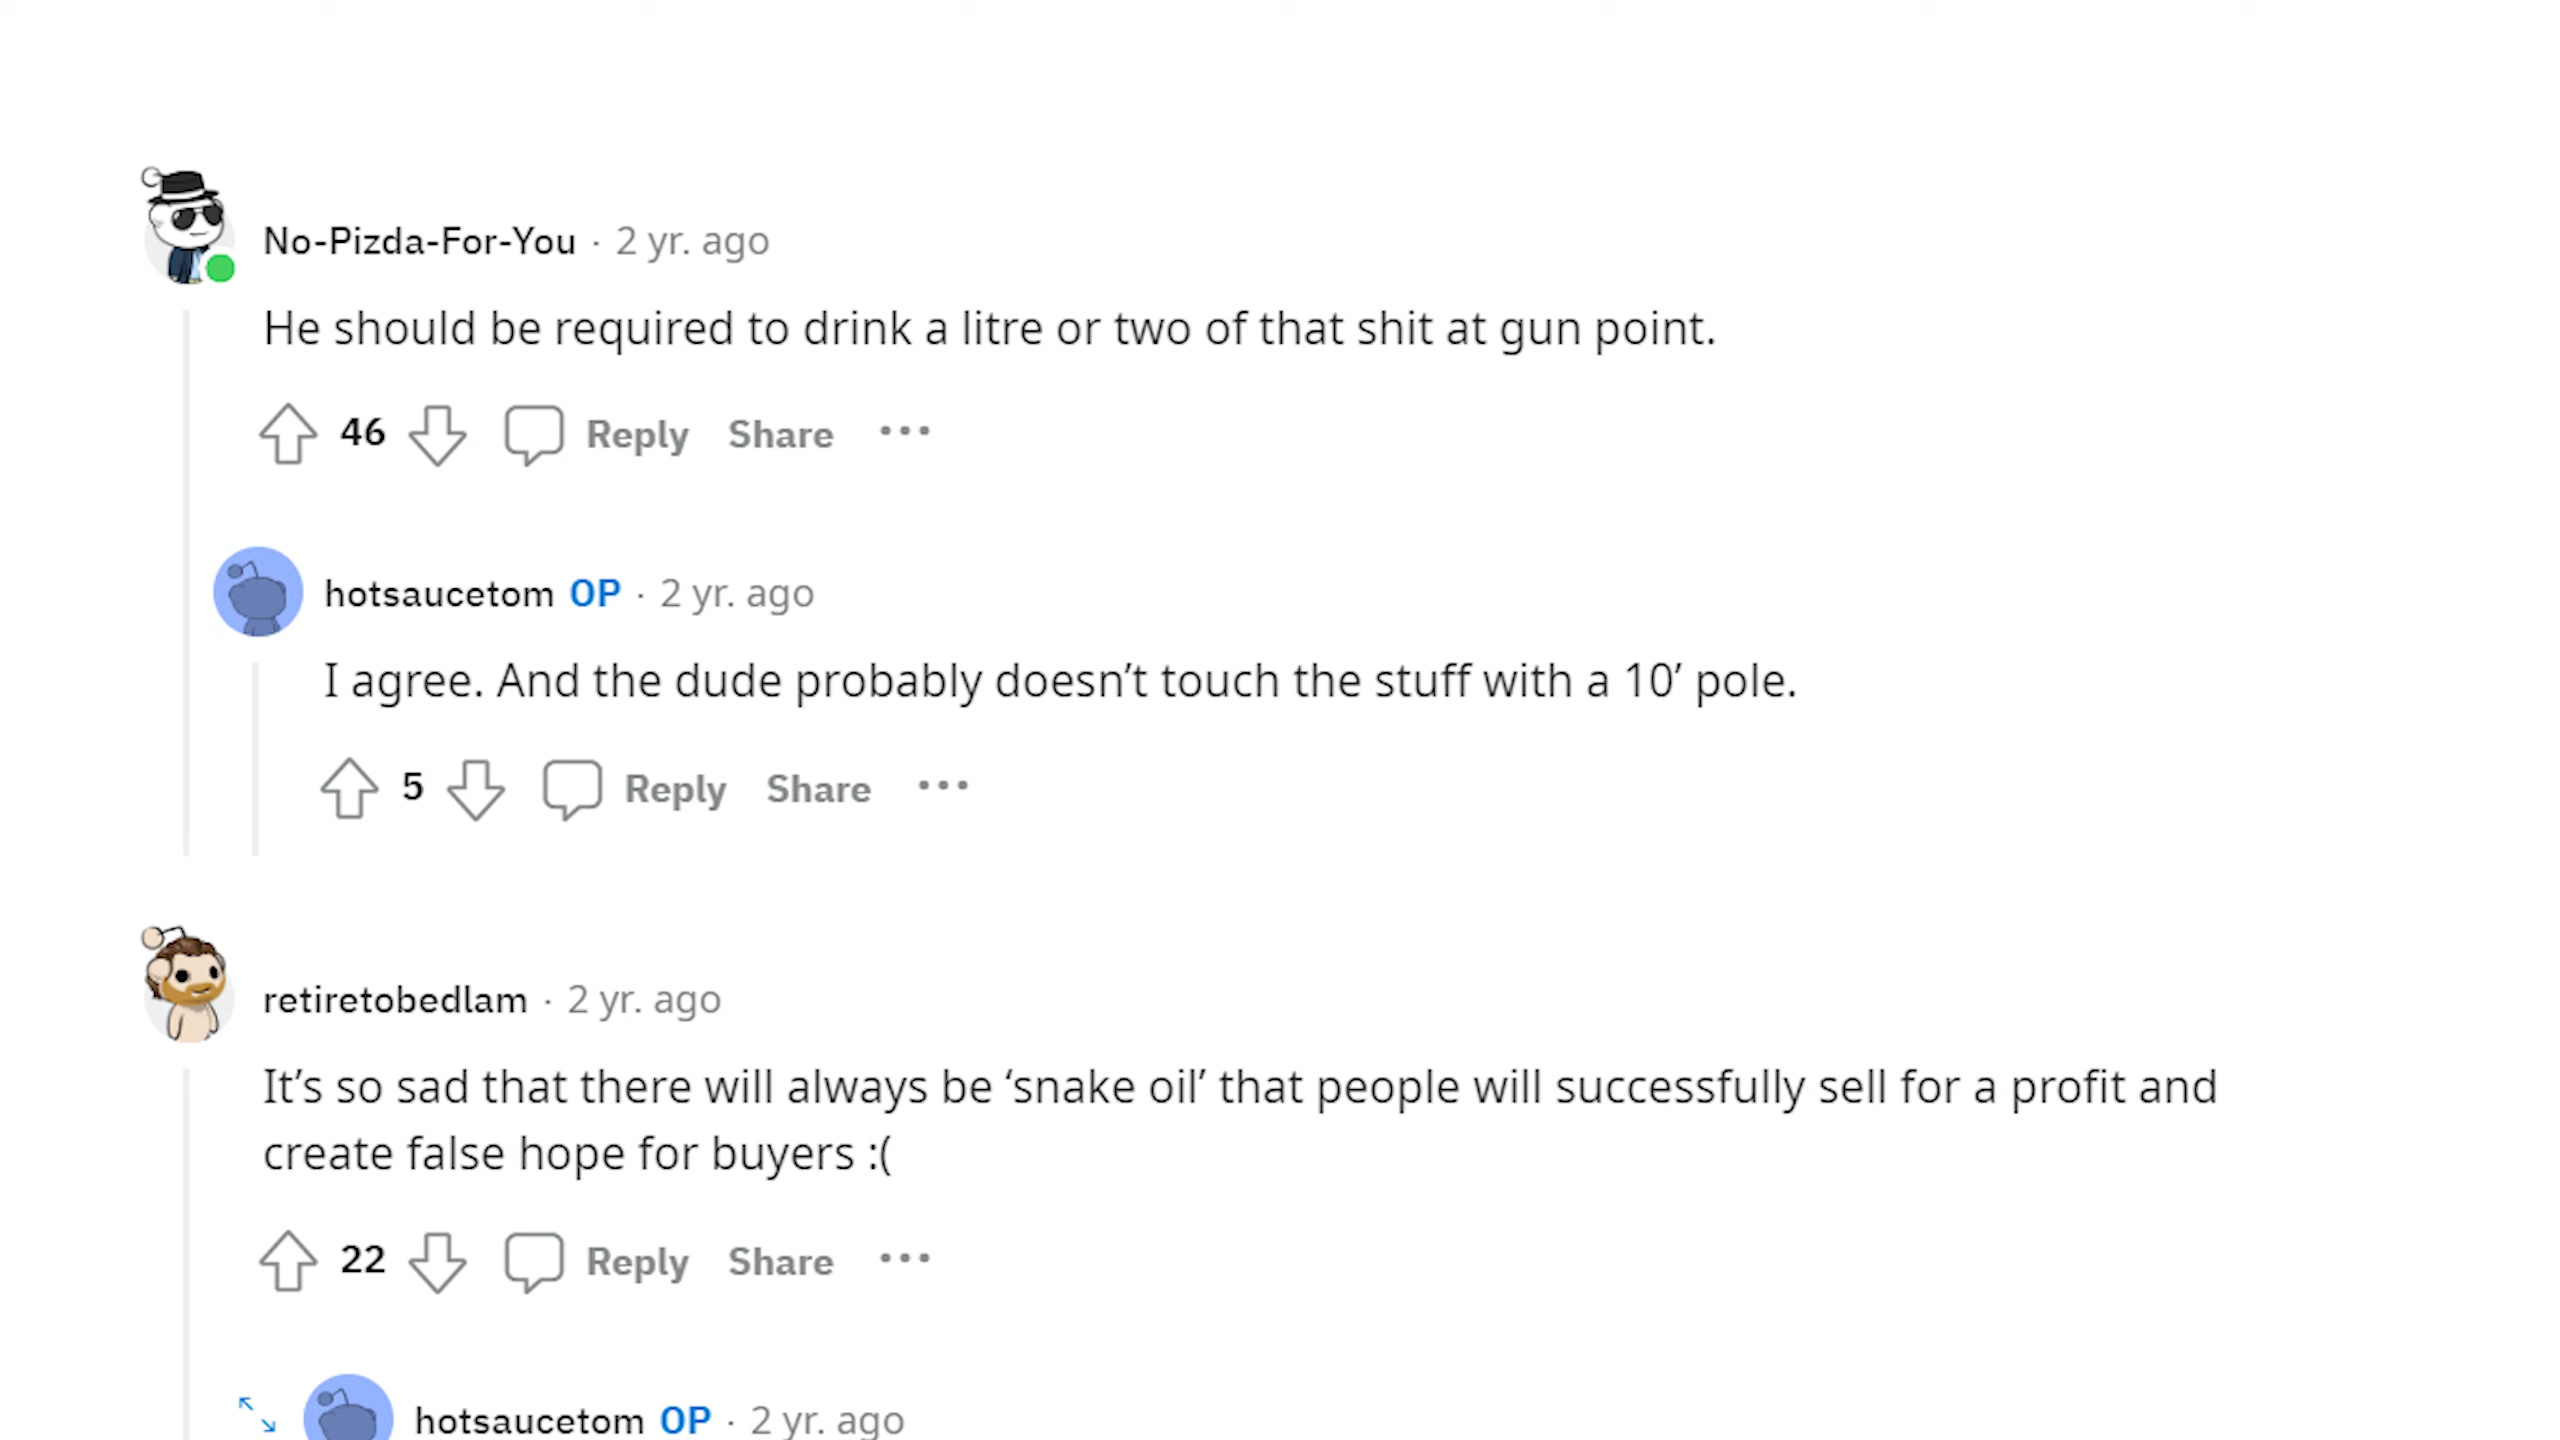 No-Pizda-For-You · 2 yr. ago
He should be required to drink a litre or two of that shit at gun point.
46 Reply Share ···
hotsaucetom OP · 2 yr. ago
I agree. And the dude probably doesn’t touch the stuff with a 10’ pole.
5 Reply Share ···
retiretobedlam · 2 yr. ago
It’s so sad that there will always be ‘snake oil’ that people will successfully sell for a profit and
create false hope for buyers :(
22 Reply Share ···
hotsaucetom OP · 2 yr. ago